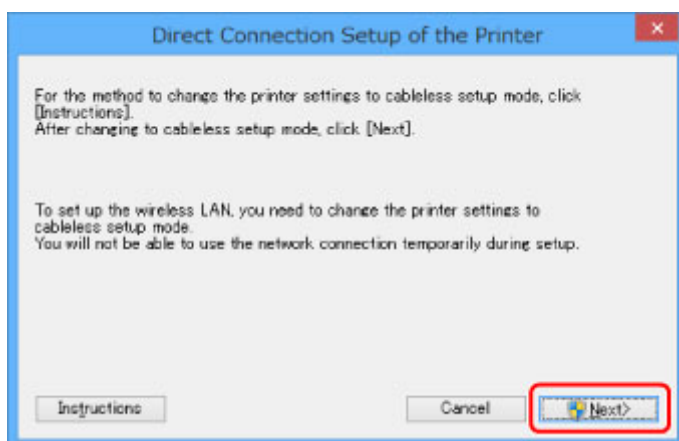 Direct Connection Setup of the Printer
For the method to change the printer settings to cableless setup mode, click
[Instructions].
After changing to cableless setup mode, click [Next].
To set up the wireless LAN, you need to change the printer settings to
cableless setup mode.
You will not be able to use the network connection temporarily during setup.
Instructions
Cancel
Next>